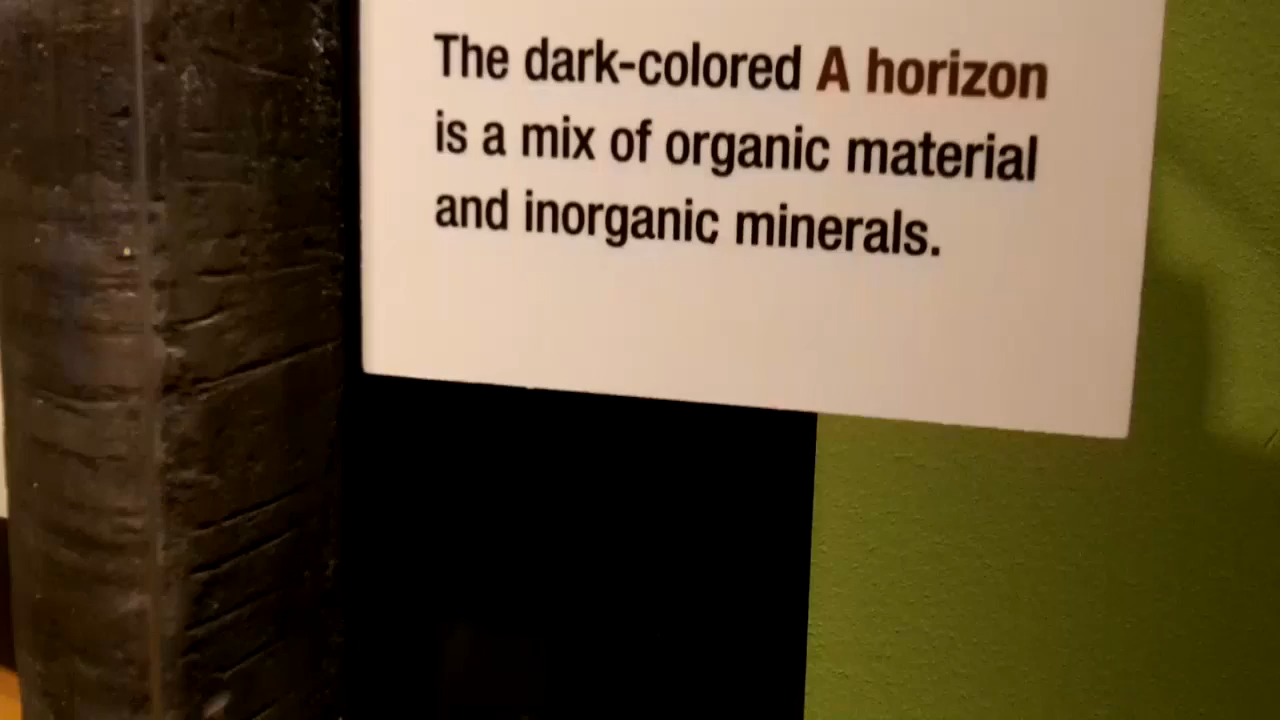 The dark-colored A horizon
is a mix of organic material
and inorganic minerals.